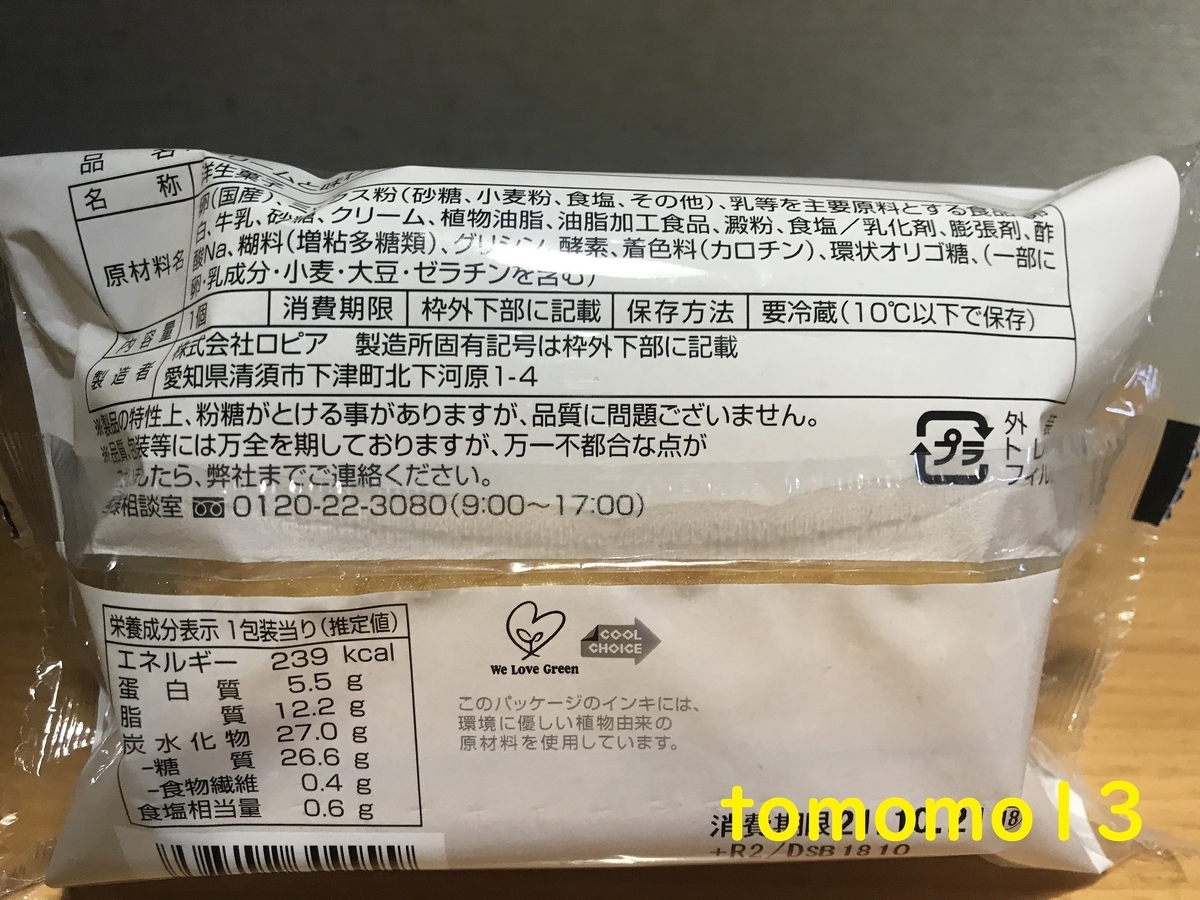 品 名
名 称 洋生菓子
原材料名 卵(国産)、ミックス粉(砂糖、小麦粉、食塩、その他)、乳等を主要原料とする食品、卵
白、牛乳、砂糖、クリーム、植物油脂、油脂加工食品、澱粉、食塩/乳化剤、膨張剤、酢
酸Na、糊料(増粘多糖類)、グリシン、酵素、着色料(カロチン)、環状オリゴ糖、(一部に
卵・乳成分・小麦・大豆・ゼラチンを含む)
内容量 1個 消費期限 枠外下部に記載 保存方法 要冷蔵(10℃以下で保存)
製造者 株式会社ロピア 製造所固有記号は枠外下部に記載
愛知県清須市下津町北下河原1-4
※製品の特性上、粉糖がとける事がありますが、品質に問題ございません。
※品質、包装等には万全を期しておりますが、万一不都合な点が
ましたら、弊社までご連絡ください。
相談室 0120-22-3080(9:00〜17:00)
プラ
外
トレ
フィル
栄養成分表示 1包装当り(推定値)
エネルギー 239 kcal
蛋白質 5.5 g
脂質 12.2 g
炭水化物 27.0 g
-糖質 26.6 g
-食物繊維 0.4 g
食塩相当量 0.6 g
We Love Green
COOL
CHOICE
このパッケージのインキには、
環境に優しい植物由来の
原材料を使用しています。
消費期限
+R2/DSB1810
tomomo13